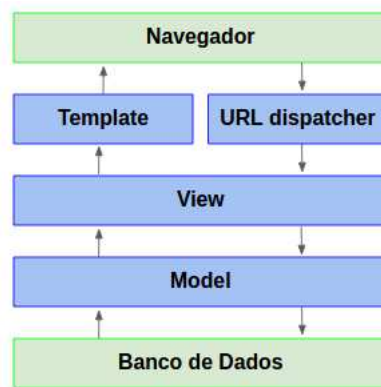 Navegador
Template
URL dispatcher
View
Model
Banco de Dados